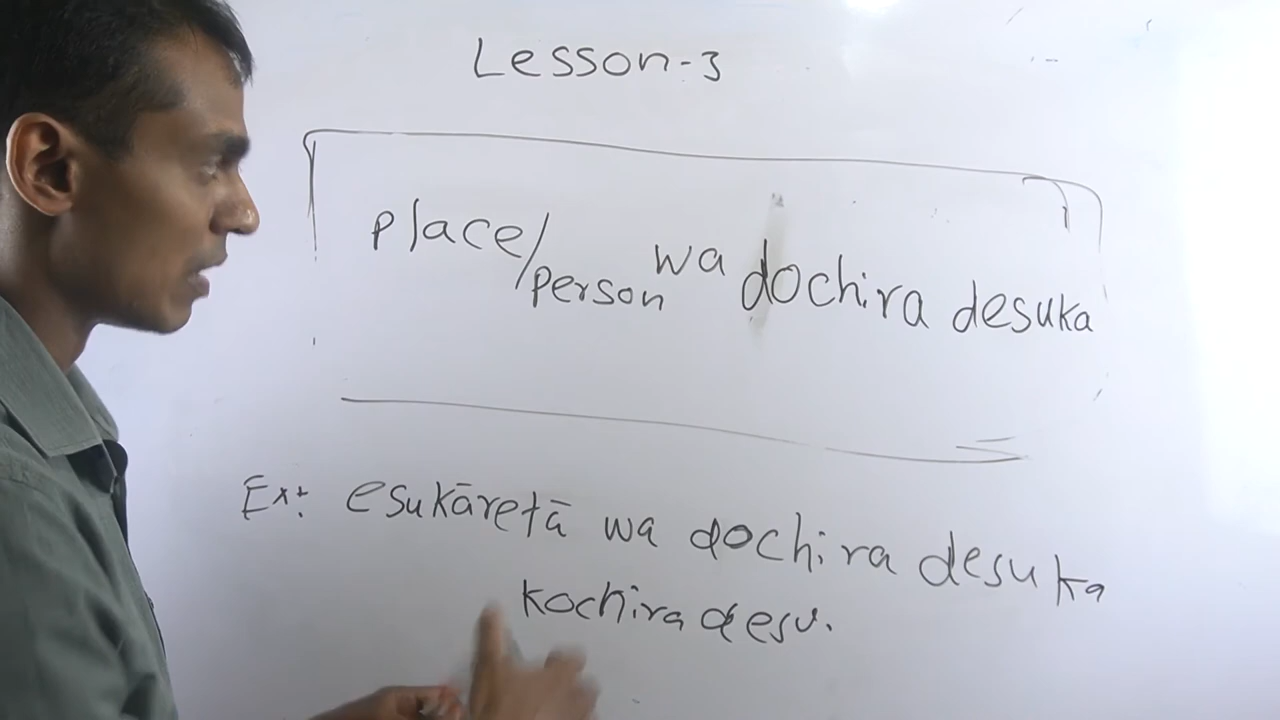 Lesson-3
place/person wa dochira desuka
Ex: esukāretā wa dochira desuka
kochira desu.